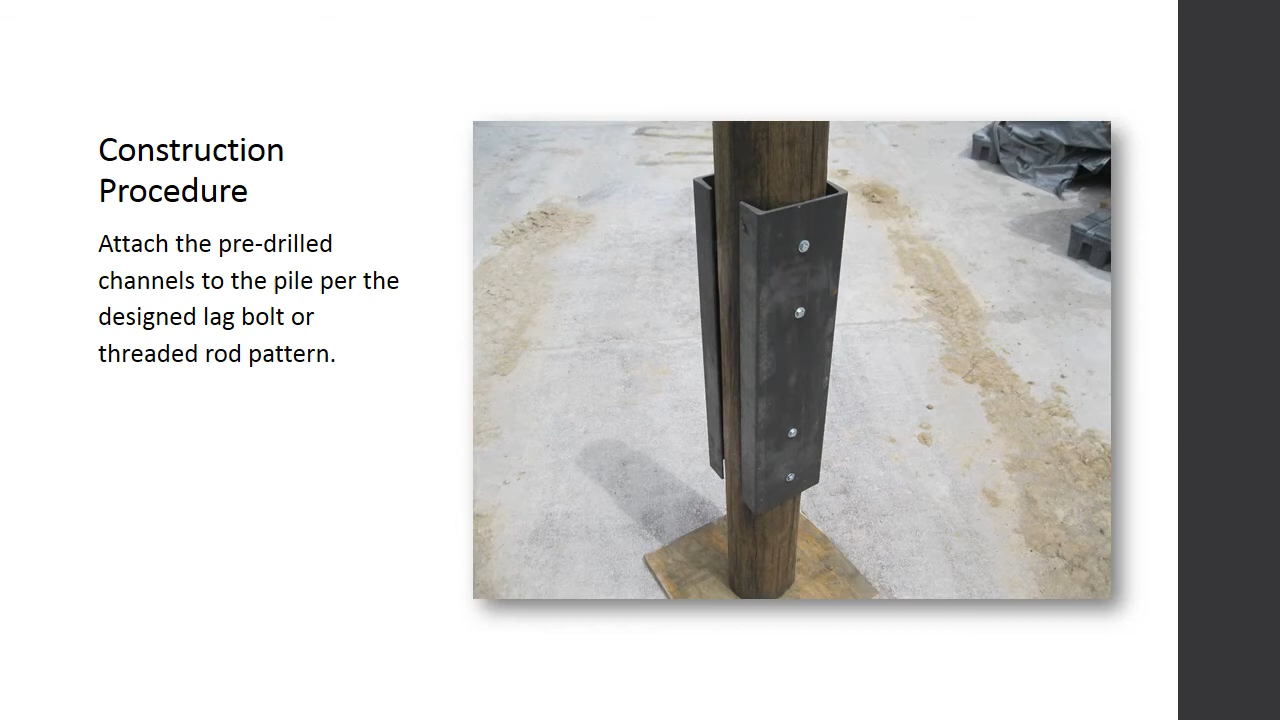 Construction
Procedure
Attach the pre-drilled
channels to the pile per the
designed lag bolt or
threaded rod pattern.